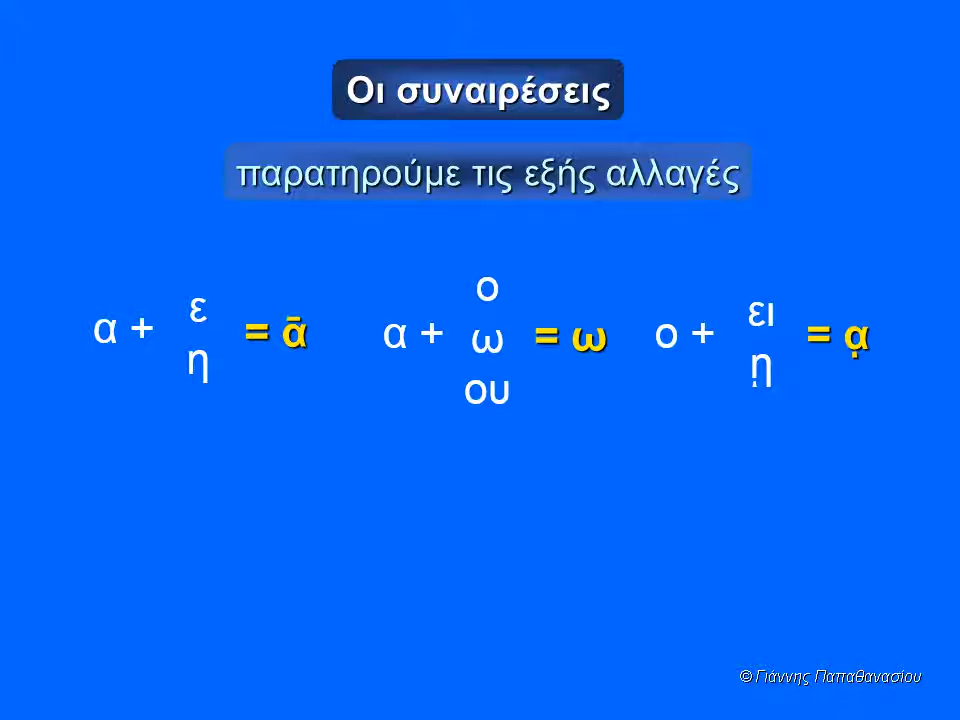 Οι συναιρέσεις
παρατηρούμε τις εξής αλλαγές
α +
ε
η
= ᾱ
α +
ο
ω
ου
= ω
ο +
ει
ῃ
= ᾳ
© Γιάννης Παπαθανασίου